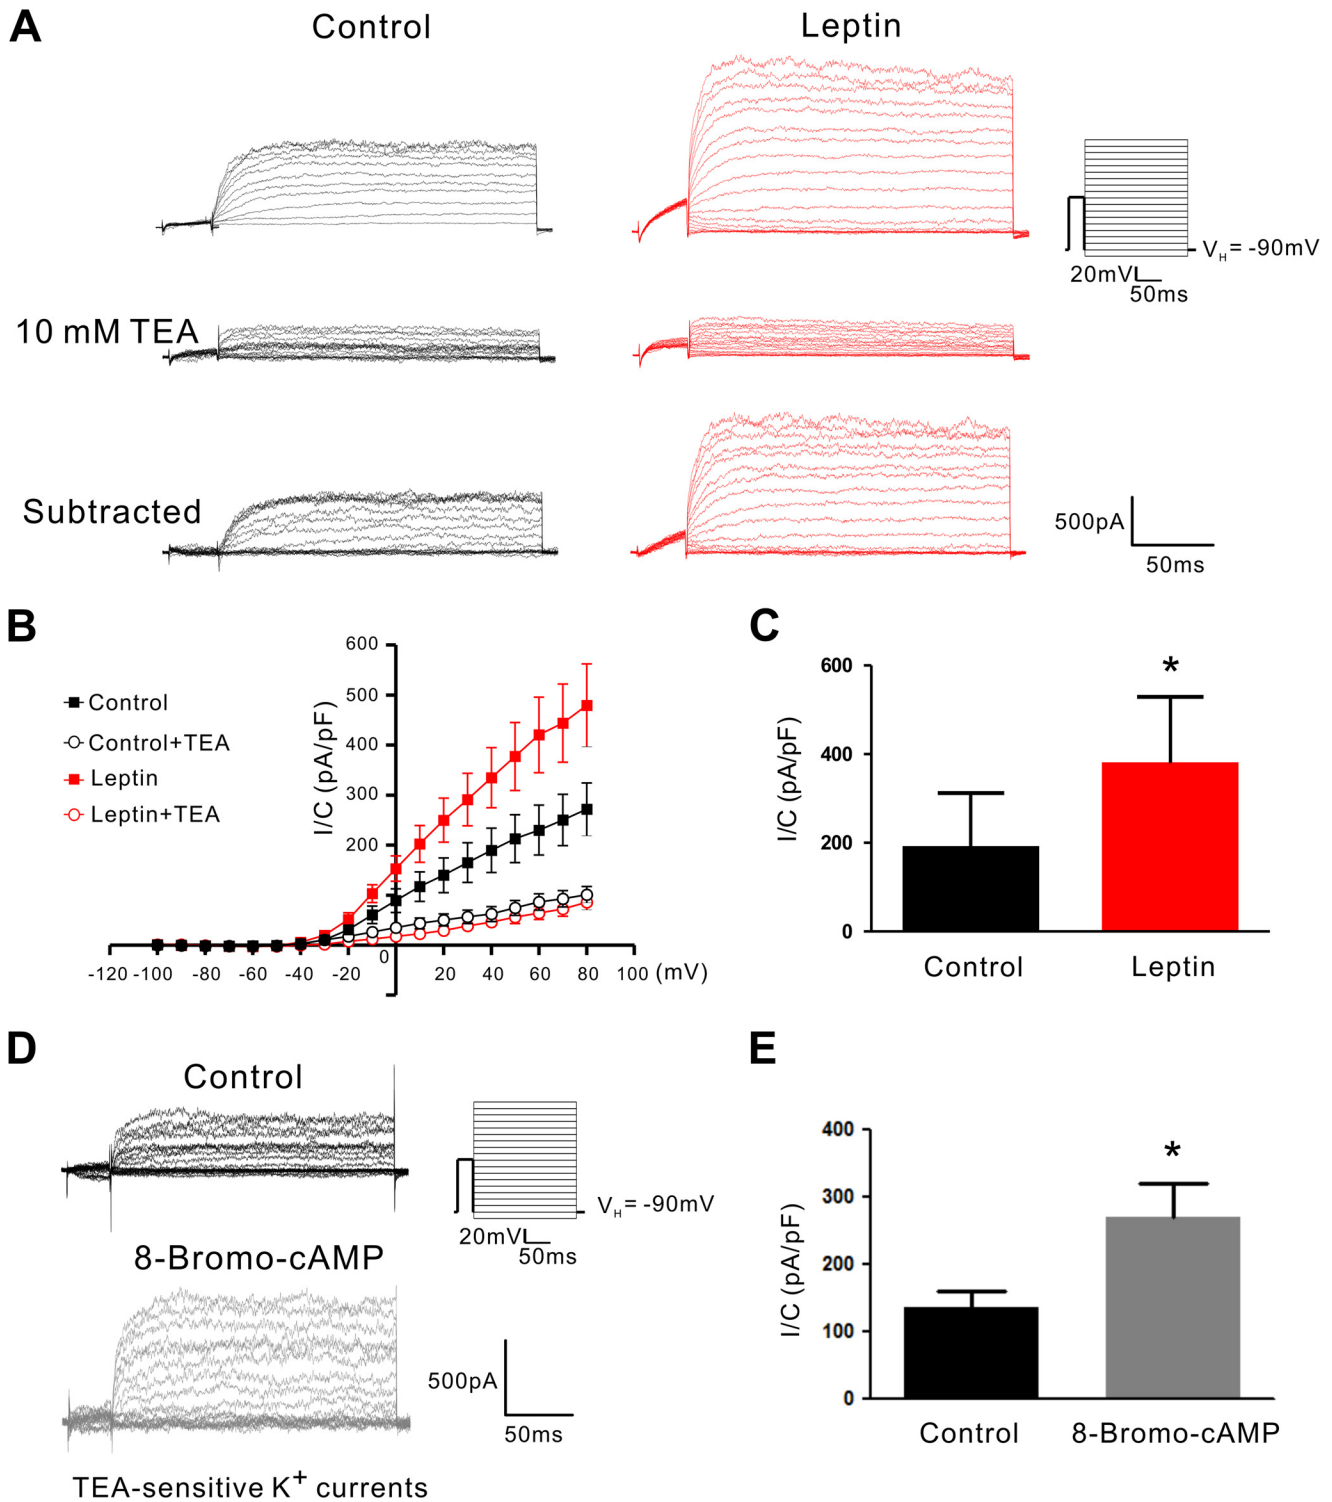 A
Control
Leptin
V_H = -90mV
20mV
50ms
10 mM TEA
Subtracted
500pA
50ms
B
Control
Control+TEA
Leptin
Leptin+TEA
I/C (pA/pF)
600
500
400
300
200
0
-120 -100 -80 -60 -40 -20 20 40 60 80 100 (mV)
C
*
I/C (pA/pF)
600
400
200
0
Control Leptin
D
Control
V_H = -90mV
20mV
50ms
8-Bromo-cAMP
500pA
50ms
TEA-sensitive K⁺ currents
E
*
I/C (pA/pF)
400
300
200
100
0
Control 8-Bromo-cAMP